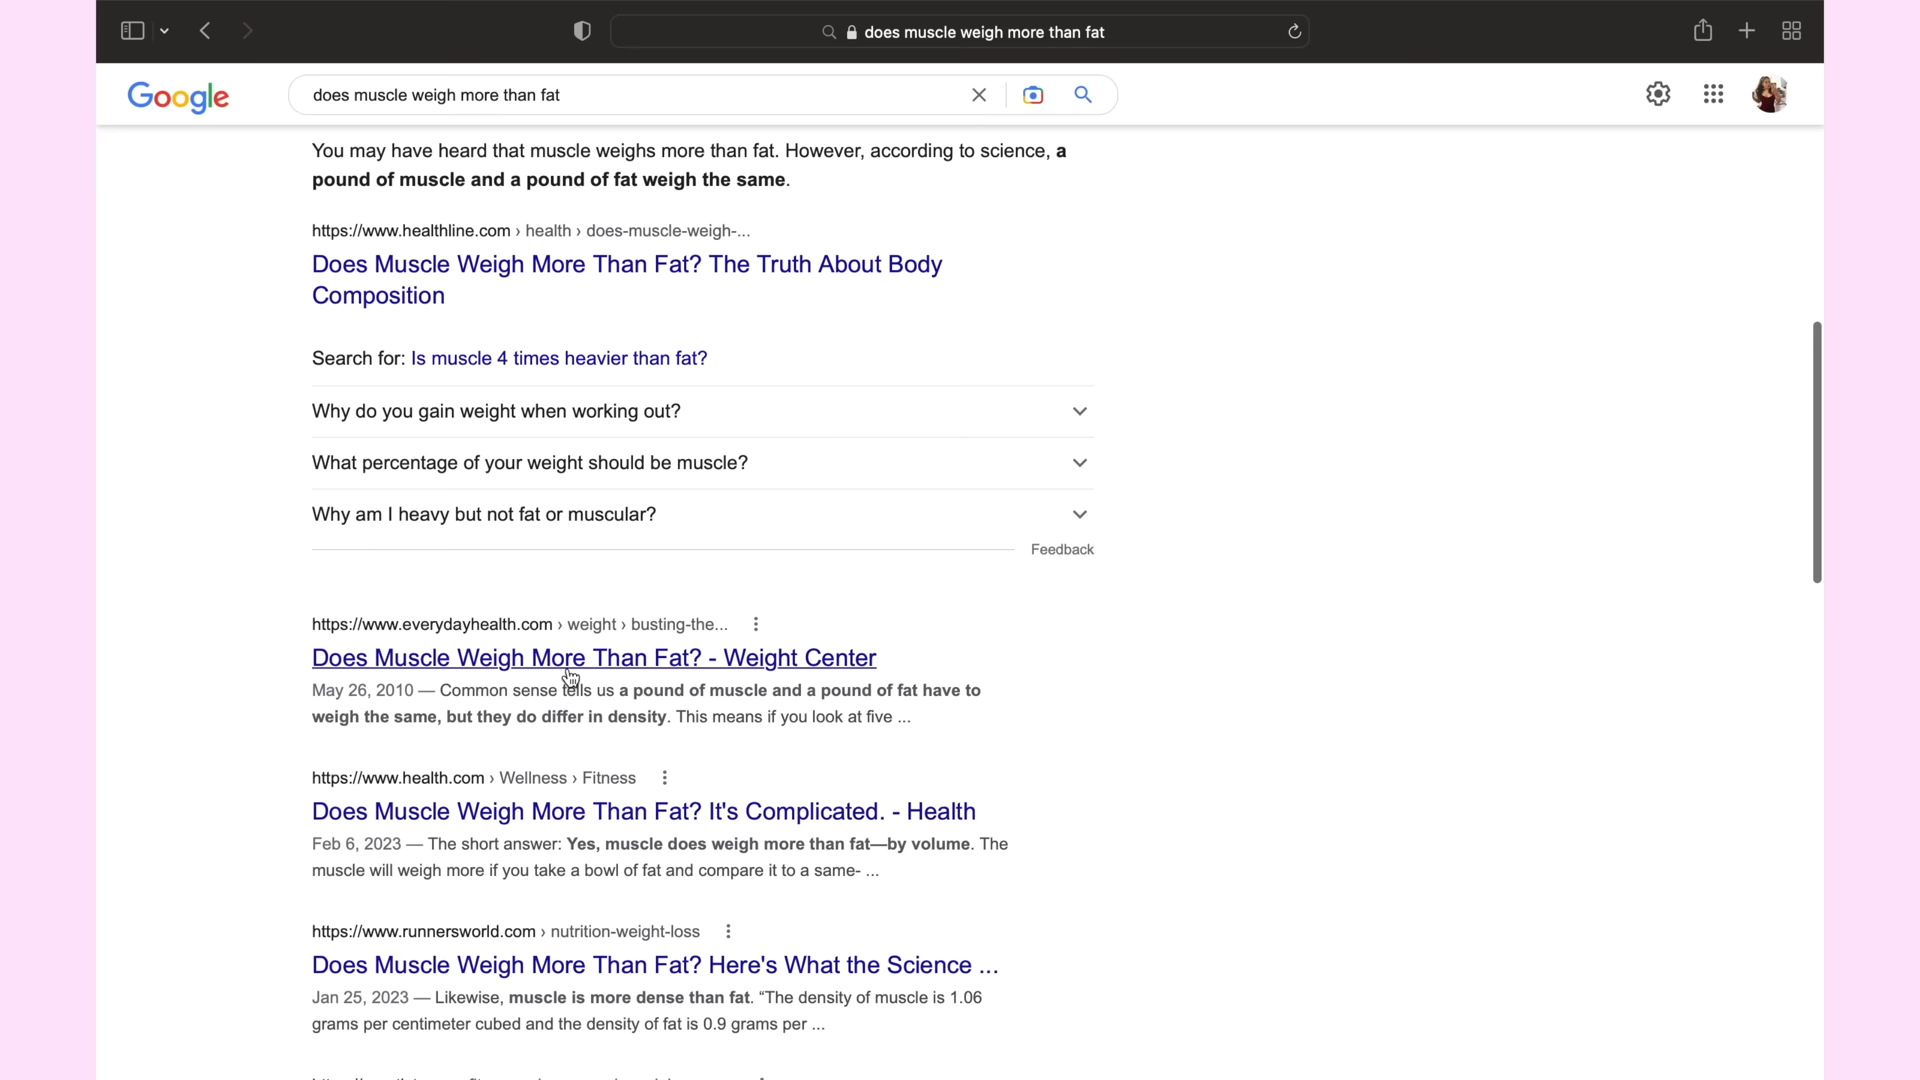 does muscle weigh more than fat
Google
does muscle weigh more than fat
You may have heard that muscle weighs more than fat. However, according to science, a
pound of muscle and a pound of fat weigh the same.
https://www.healthline.com › health › does-muscle-weigh-...
Does Muscle Weigh More Than Fat? The Truth About Body
Composition
Search for: Is muscle 4 times heavier than fat?
Why do you gain weight when working out?
What percentage of your weight should be muscle?
Why am I heavy but not fat or muscular?
Feedback
https://www.everydayhealth.com › weight › busting-the...
Does Muscle Weigh More Than Fat? - Weight Center
May 26, 2010 — Common sense tells us a pound of muscle and a pound of fat have to
weigh the same, but they do differ in density. This means if you look at five ...
https://www.health.com › Wellness › Fitness
Does Muscle Weigh More Than Fat? It's Complicated. - Health
Feb 6, 2023 — The short answer: Yes, muscle does weigh more than fat—by volume. The
muscle will weigh more if you take a bowl of fat and compare it to a same- ...
https://www.runnersworld.com › nutrition-weight-loss
Does Muscle Weigh More Than Fat? Here's What the Science ...
Jan 25, 2023 — Likewise, muscle is more dense than fat. “The density of muscle is 1.06
grams per centimeter cubed and the density of fat is 0.9 grams per ...